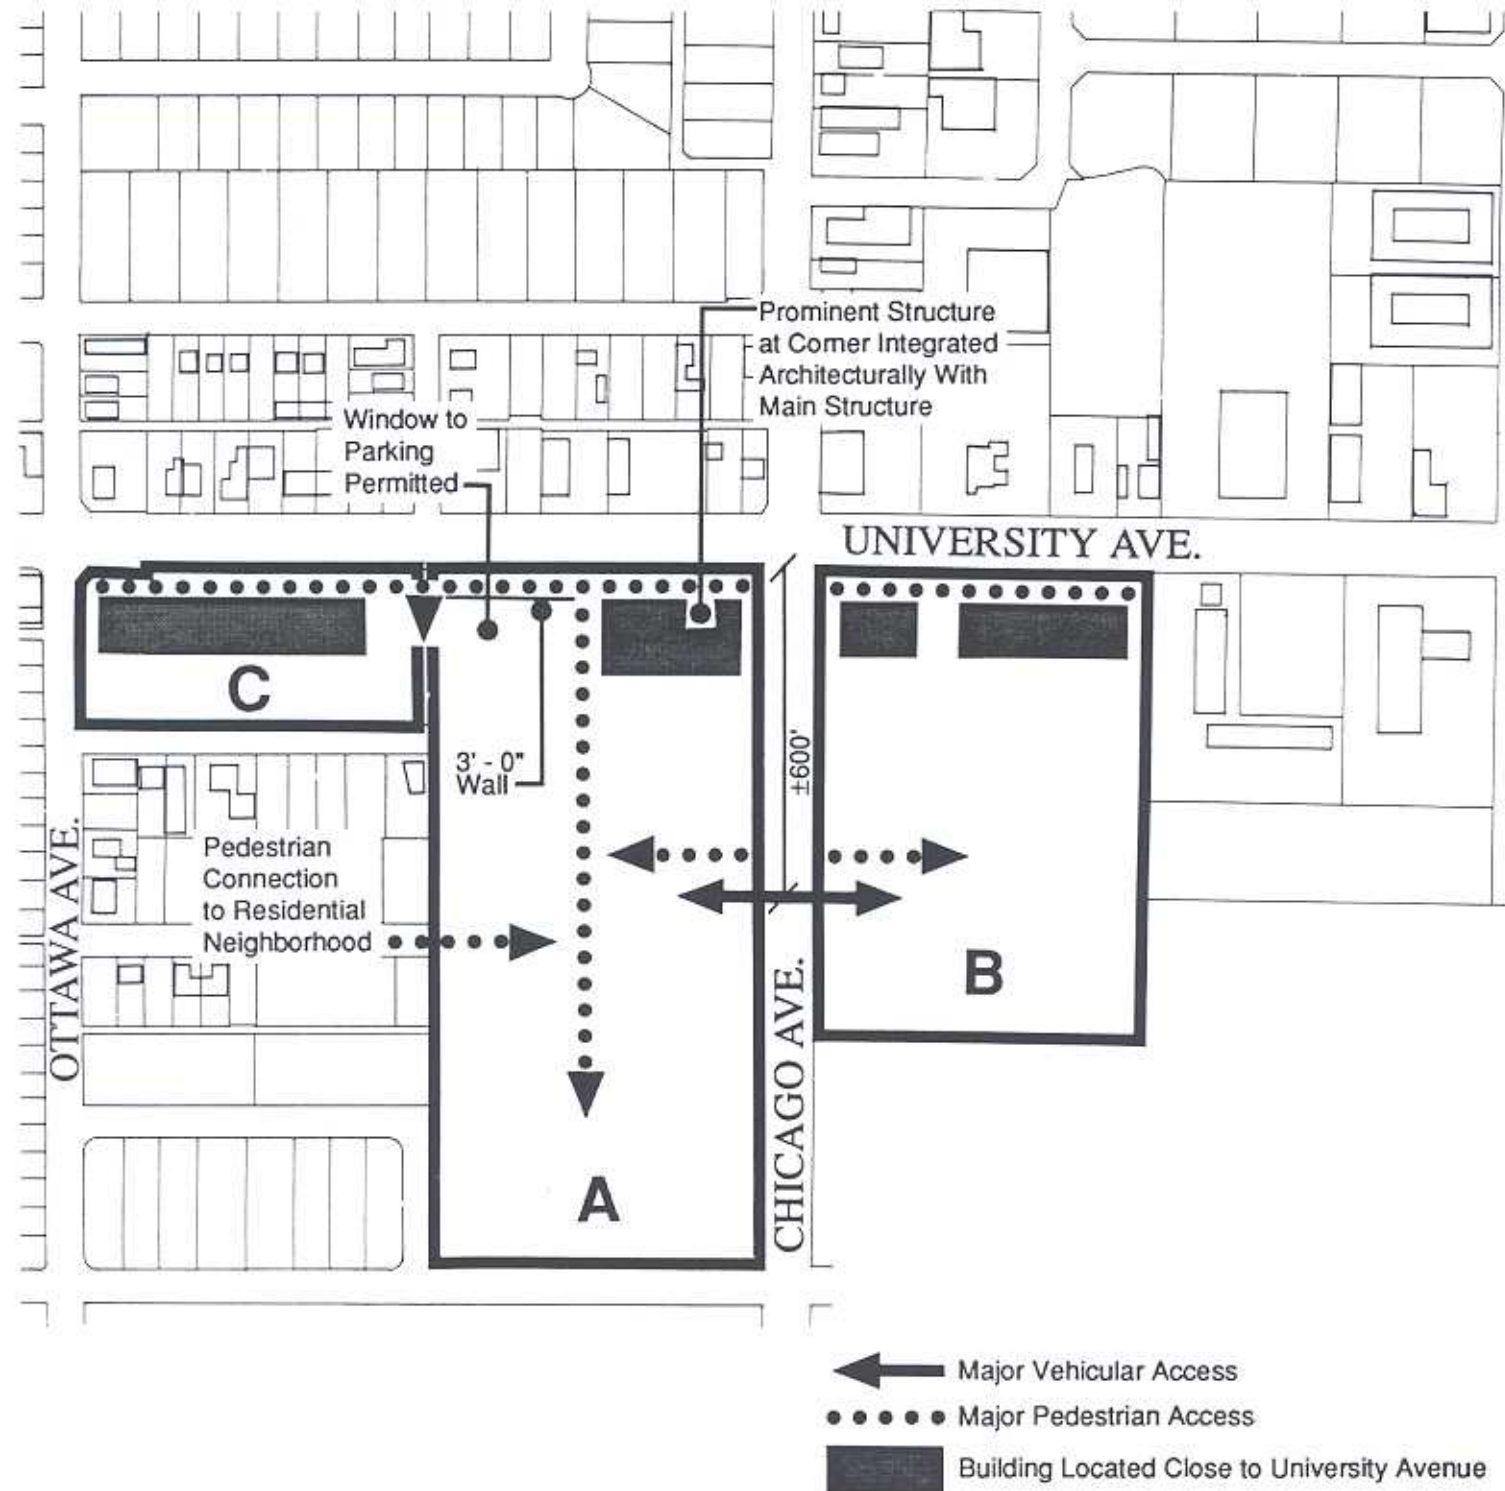 Prominent Structure
at Corner Integrated
Architecturally With
Main Structure
Window to
Parking
Permitted
UNIVERSITY AVE.
C
3' - 0"
Wall
±600'
Pedestrian
Connection
to Residential
Neighborhood
OTTAWA AVE.
B
CHICAGO AVE.
A
Major Vehicular Access
Major Pedestrian Access
Building Located Close to University Avenue